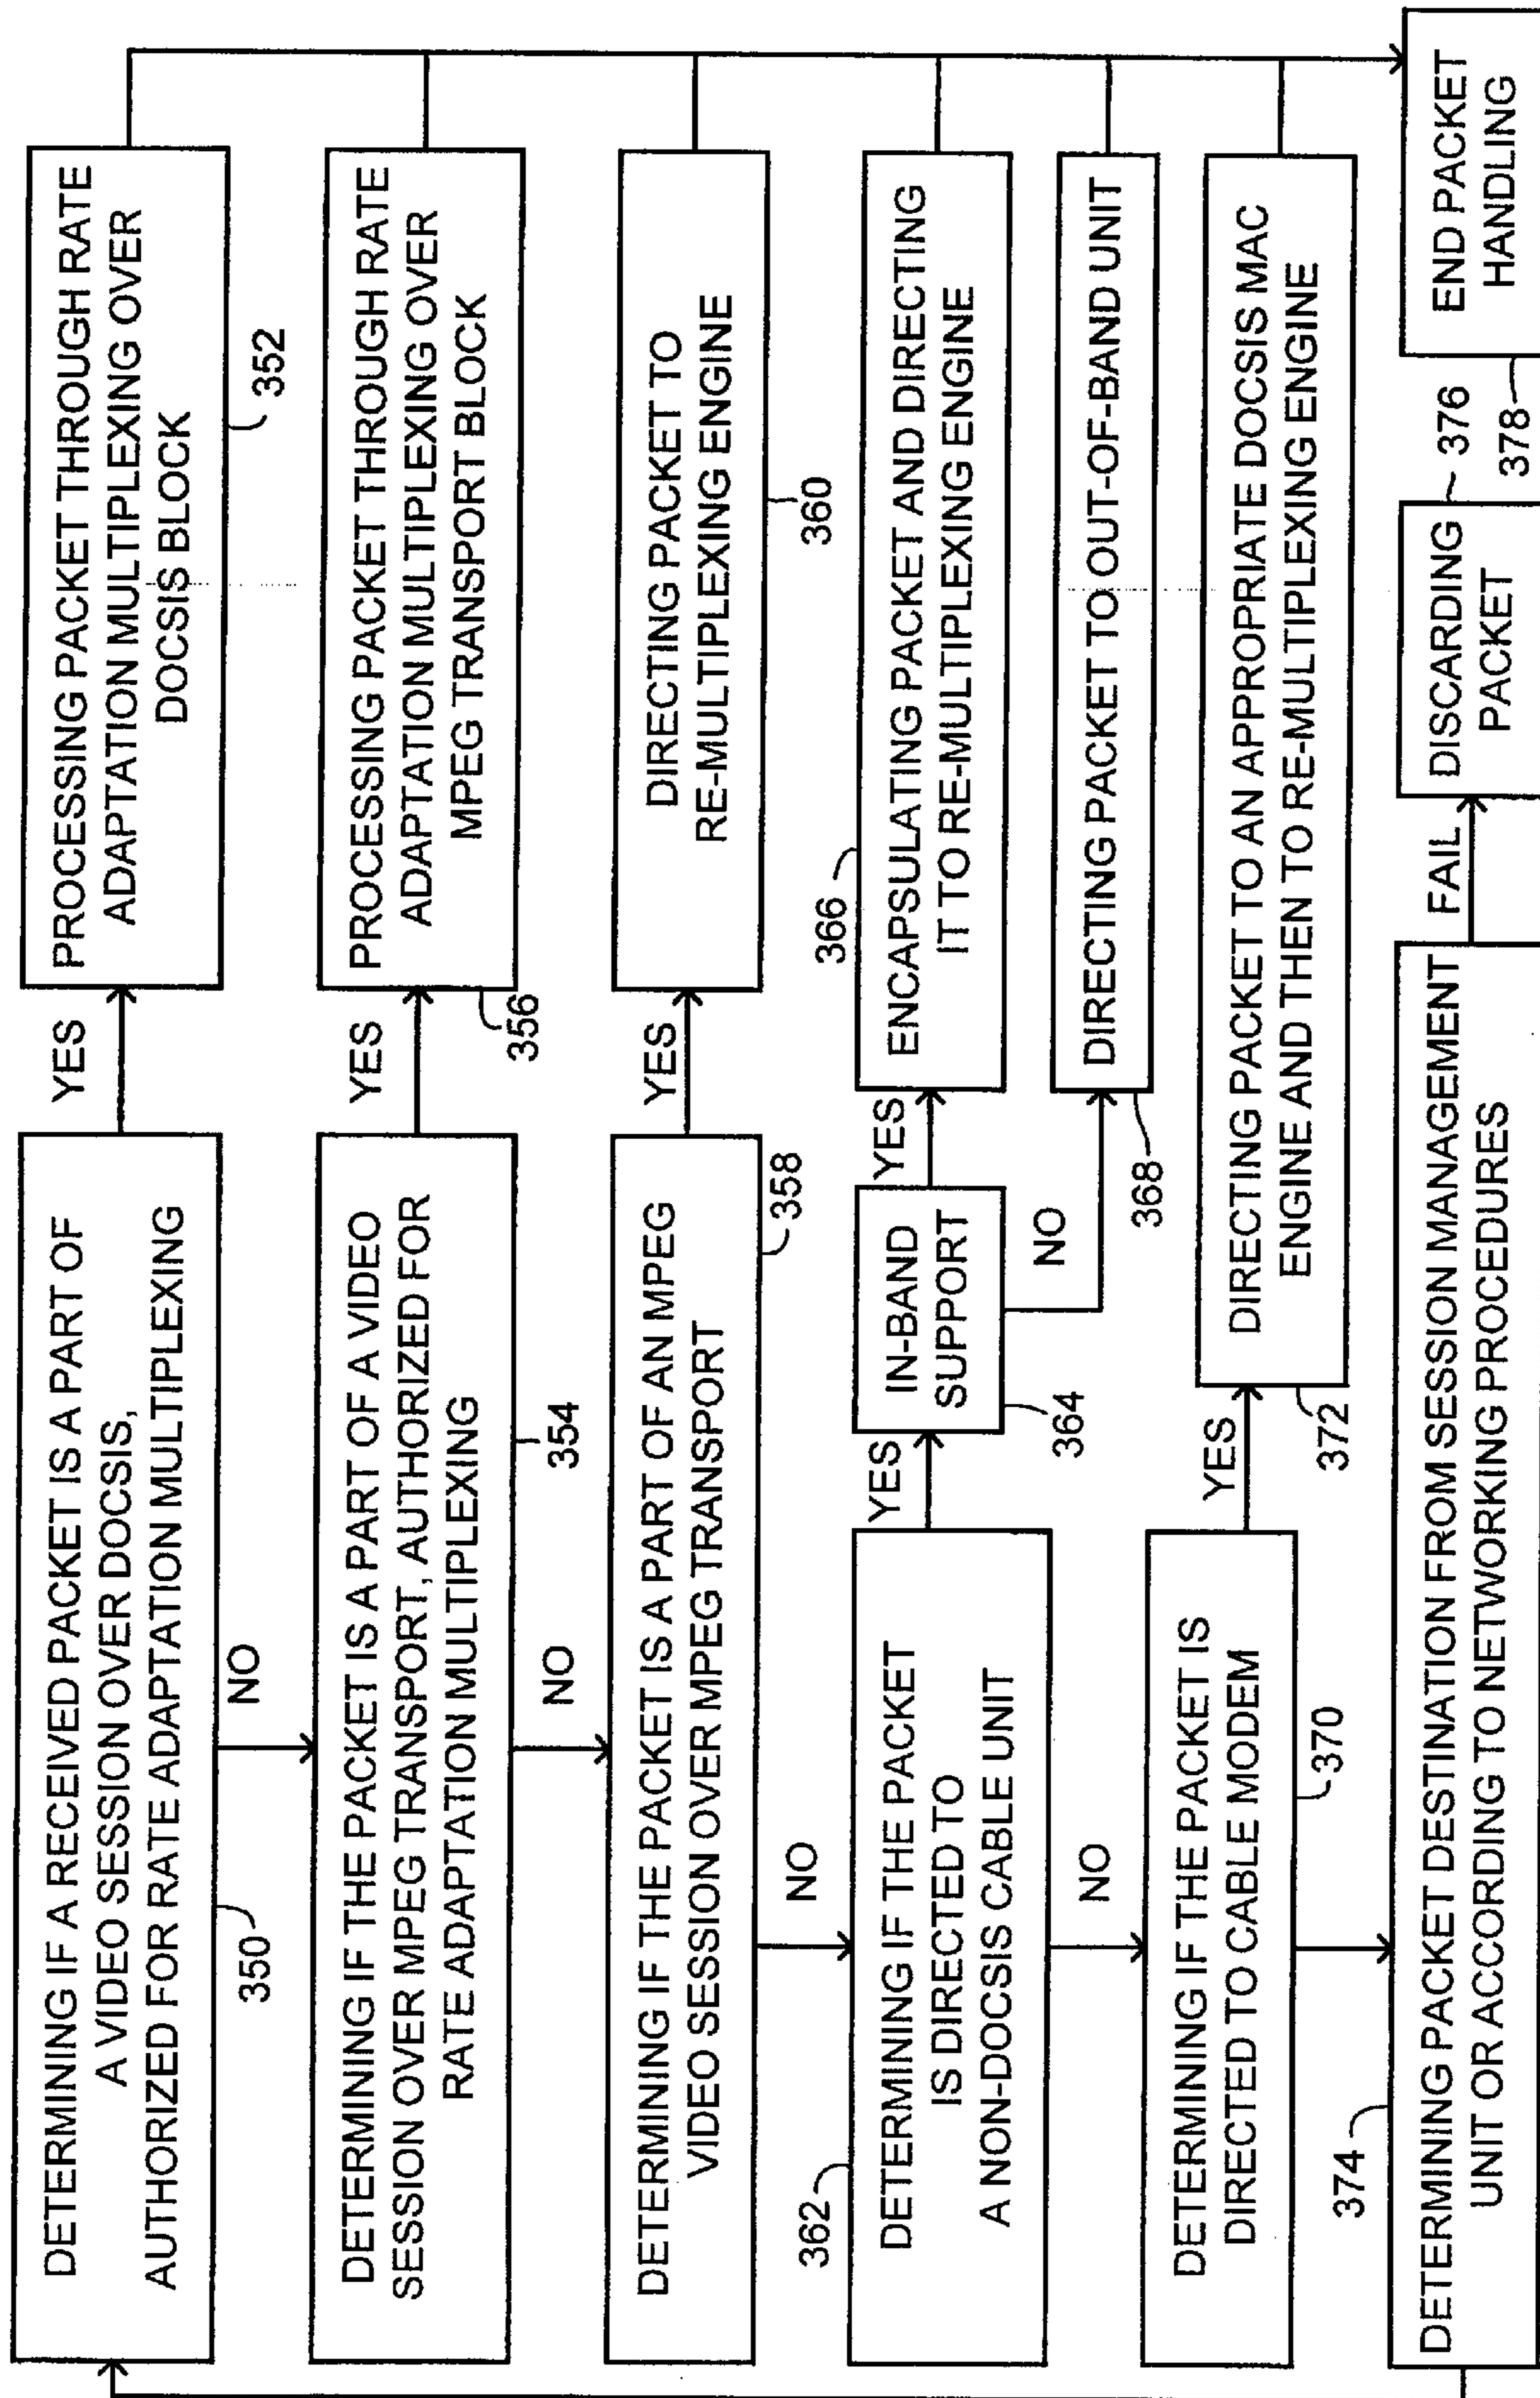 DETERMINING IF A RECEIVED PACKET IS A PART OF
A VIDEO SESSION OVER DOCSIS,
AUTHORIZED FOR RATE ADAPTATION MULTIPLEXING
350
YES
PROCESSING PACKET THROUGH RATE
ADAPTATION MULTIPLEXING OVER
DOCSIS BLOCK
352
NO
DETERMINING IF THE PACKET IS A PART OF A VIDEO
SESSION OVER MPEG TRANSPORT, AUTHORIZED FOR
RATE ADAPTATION MULTIPLEXING
354
YES
PROCESSING PACKET THROUGH RATE
ADAPTATION MULTIPLEXING OVER
MPEG TRANSPORT BLOCK
356
NO
DETERMINING IF THE PACKET IS A PART OF AN MPEG
VIDEO SESSION OVER MPEG TRANSPORT
358
YES
DIRECTING PACKET TO
RE-MULTIPLEXING ENGINE
360
NO
DETERMINING IF THE PACKET
IS DIRECTED TO
A NON-DOCSIS CABLE UNIT
362
YES
IN-BAND
SUPPORT
364
YES
ENCAPSULATING PACKET AND DIRECTING
IT TO RE-MULTIPLEXING ENGINE
366
NO
DIRECTING PACKET TO OUT-OF-BAND UNIT
368
NO
DETERMINING IF THE PACKET IS
DIRECTED TO CABLE MODEM
370
YES
DIRECTING PACKET TO AN APPROPRIATE DOCSIS MAC
ENGINE AND THEN TO RE-MULTIPLEXING ENGINE
372
DETERMINING PACKET DESTINATION FROM SESSION MANAGEMENT
UNIT OR ACCORDING TO NETWORKING PROCEDURES
374
FAIL
DISCARDING
PACKET
376
END PACKET
HANDLING
378